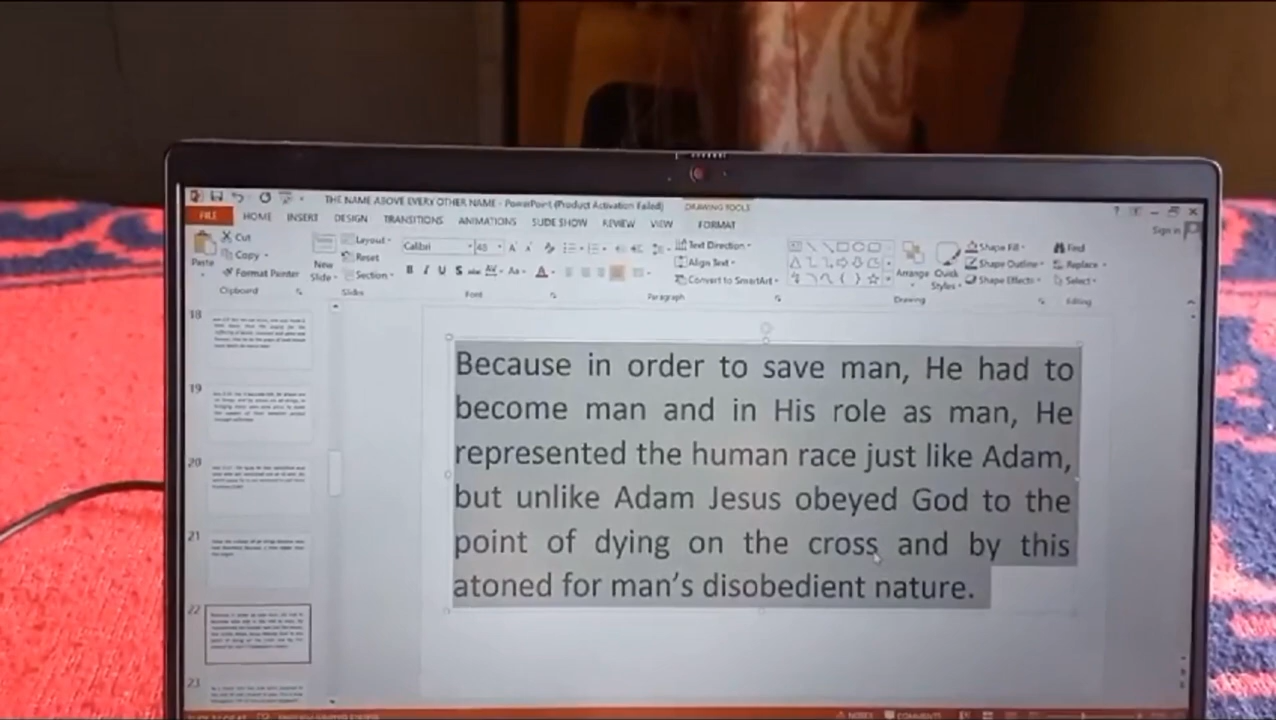 THE NAME ABOVE EVERY OTHER NAME - PowerPoint (Product Activation Failed)
DRAWING TOOLS
? 
Sign in
FILE HOME INSERT DESIGN TRANSITIONS ANIMATIONS SLIDE SHOW REVIEW VIEW FORMAT
Paste
Cut
Copy
Format Painter
Clipboard
New
Slide
Layout
Reset
Section
Slides
Calibri
48
B I U S abc AV Aa A
Font
Text Direction
Align Text
Convert to SmartArt
Paragraph
Arrange
Quick
Styles
Shape Fill
Shape Outline
Shape Effects
Drawing
Find
Replace
Select
Editing
18
19
20
21
22
23
Because in order to save man, He had to
become man and in His role as man, He
represented the human race just like Adam,
but unlike Adam Jesus obeyed God to the
point of dying on the cross and by this
atoned for man's disobedient nature.
NOTES
COMMENTS